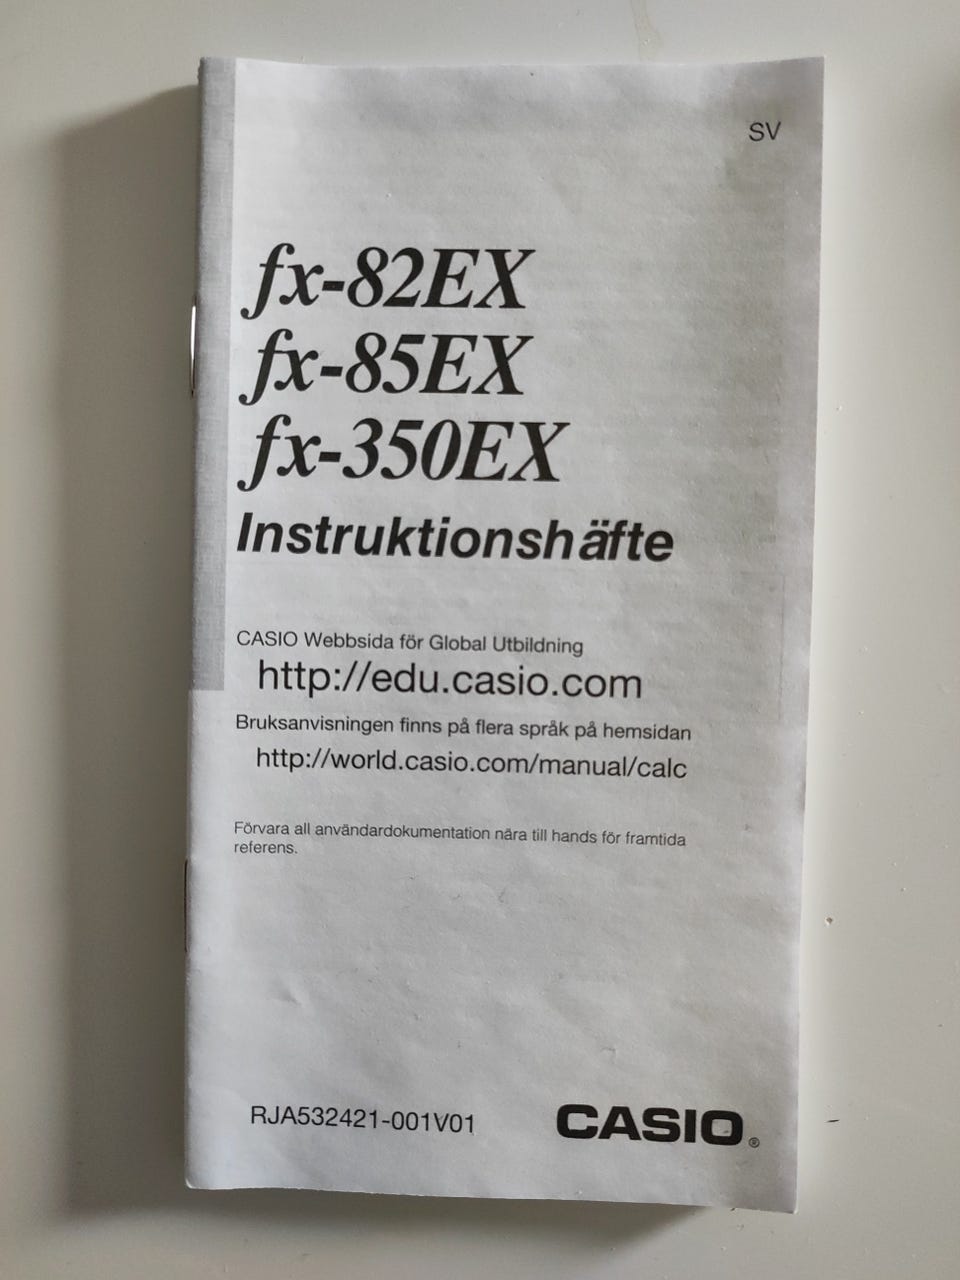 SV
fx-82EX
fx-85EX
fx-350EX
Instruktionshäfte
CASIO Webbsida för Global Utbildning
http://edu.casio.com
Bruksanvisningen finns på flera språk på hemsidan
http://world.casio.com/manual/calc
Förvara all användardokumentation nära till hands för framtida
referens.
RJA532421-001V01
CASIO®